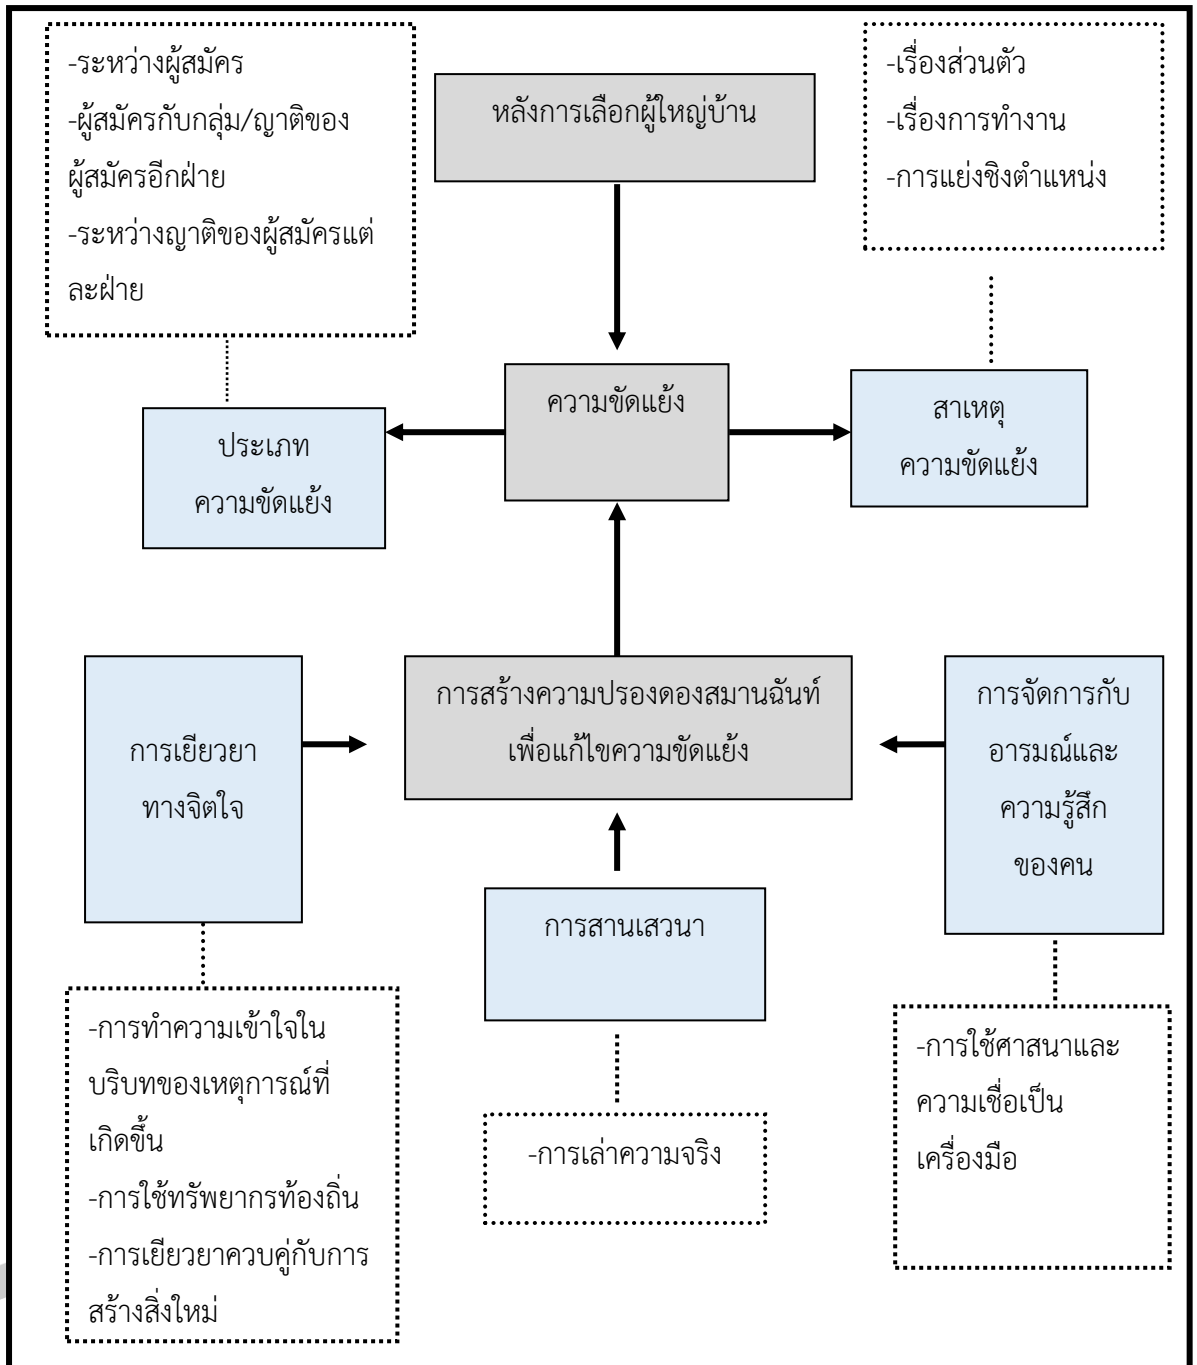 -ระหว่างผู้สมัคร
-ผู้สมัครกับกลุ่ม/ญาติของ
ผู้สมัครอีกฝ่าย
-ระหว่างญาติของผู้สมัครแต่
ละฝ่าย
หลังการเลือกผู้ใหญ่บ้าน
-เรื่องส่วนตัว
-เรื่องการทำงาน
-การแย่งชิงตำแหน่ง
ประเภท
ความขัดแย้ง
ความขัดแย้ง
สาเหตุ
ความขัดแย้ง
การเยียวยา
ทางจิตใจ
การสร้างความปรองดองสมานฉันท์
เพื่อแก้ไขความขัดแย้ง
การจัดการกับ
อารมณ์และ
ความรู้สึก
ของคน
การสานเสวนา
-การทำความเข้าใจใน
บริบทของเหตุการณ์ที่
เกิดขึ้น
-การใช้ทรัพยากรท้องถิ่น
-การเยียวยาควบคู่กับการ
สร้างสิ่งใหม่
-การเล่าความจริง
-การใช้ศาสนาและ
ความเชื่อเป็น
เครื่องมือ